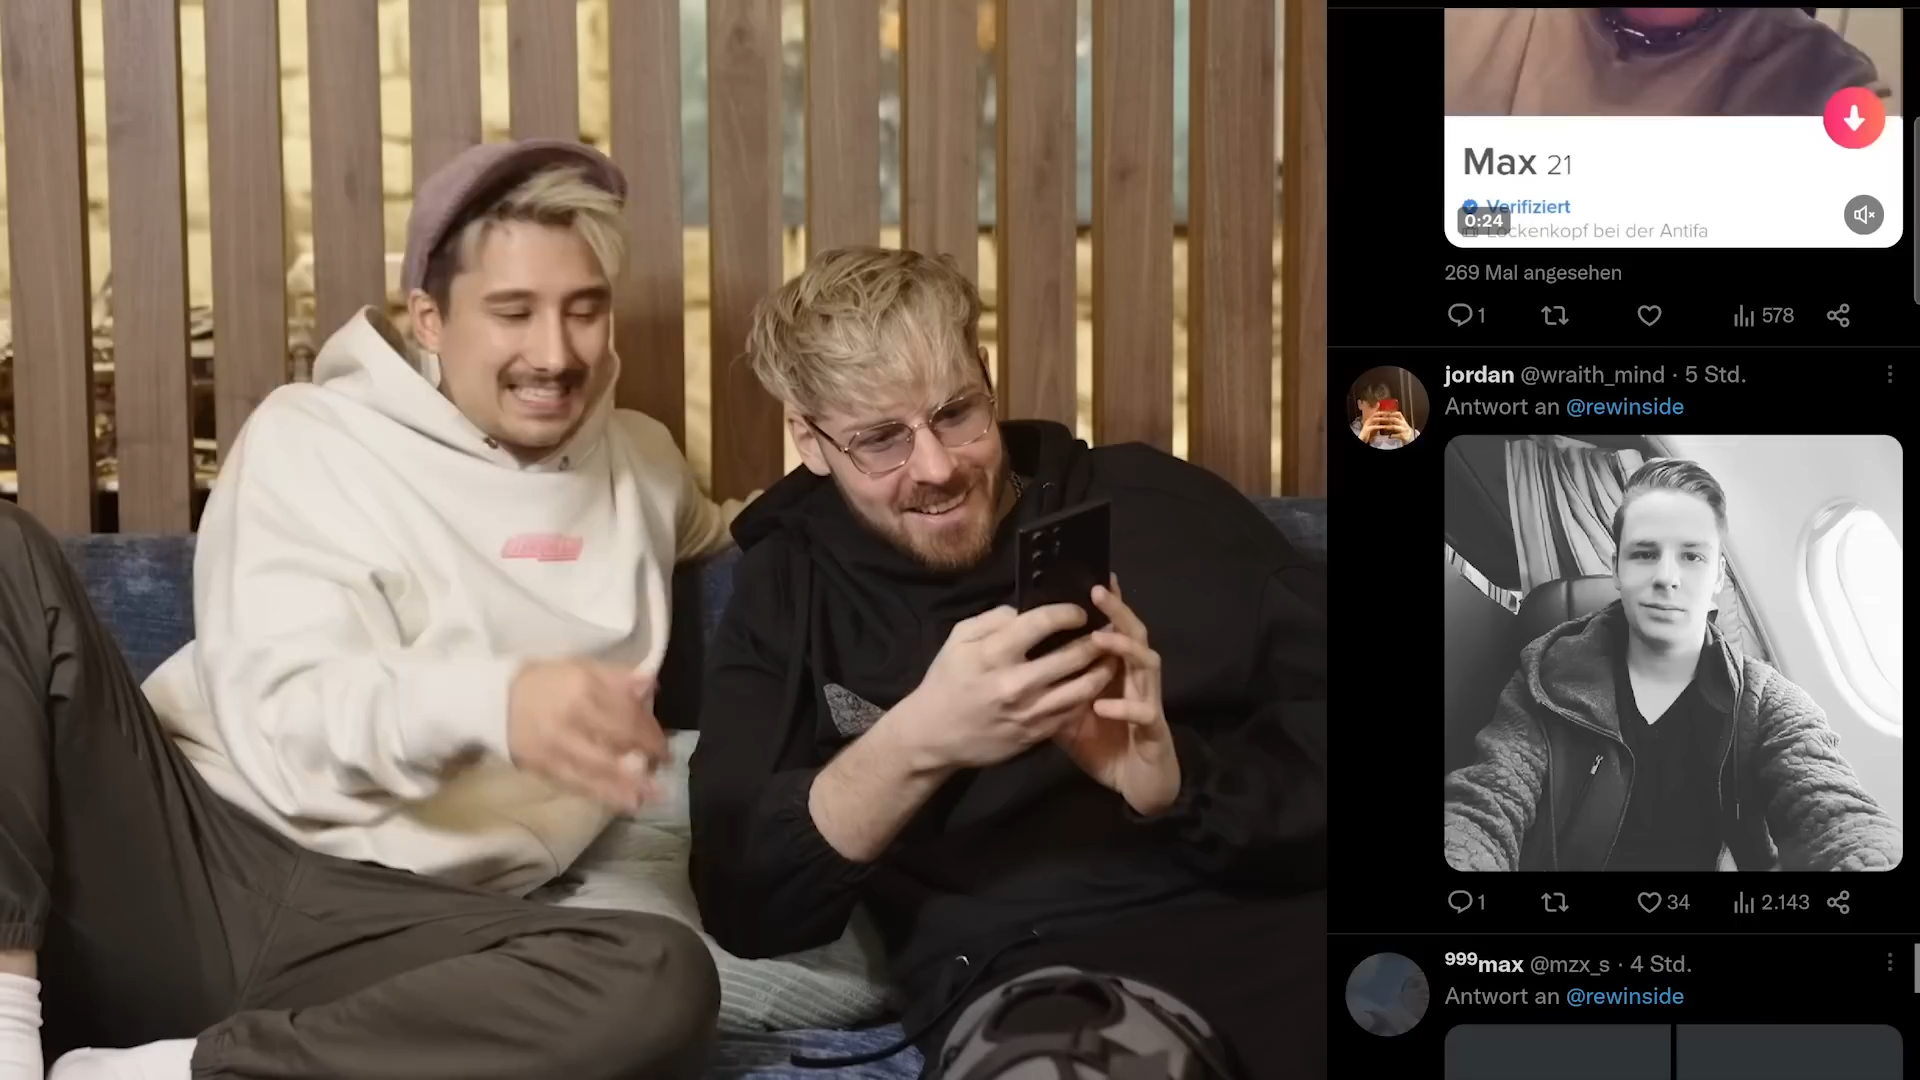 Max 21
Verifiziert
0:24
Lockenkopf bei der Antifa
269 Mal angesehen
1
578
jordan @wraith_mind · 5 Std.
Antwort an @rewinside
1
34
2.143
999max @mzx_s · 4 Std.
Antwort an @rewinside